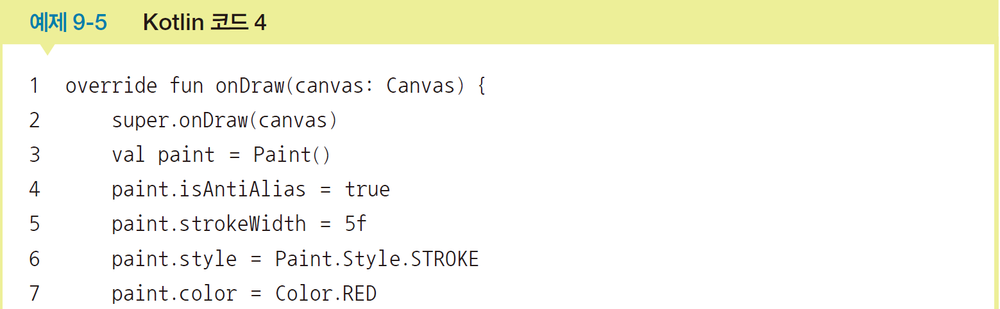 예제 9-5 Kotlin 코드 4
1 override fun onDraw(canvas: Canvas) {
2 super.onDraw(canvas)
3 val paint = Paint()
4 paint.isAntiAlias = true
5 paint.strokeWidth = 5f
6 paint.style = Paint.Style.STROKE
7 paint.color = Color.RED